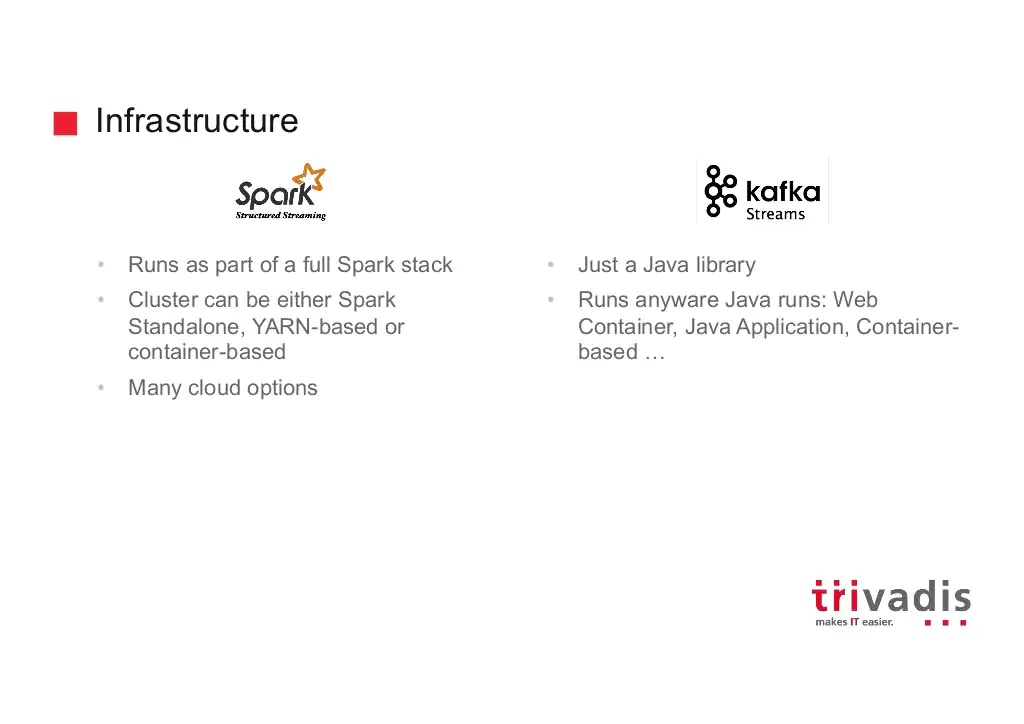 Infrastructure
Spark
Structured Streaming
kafka
Streams
• Runs as part of a full Spark stack
• Cluster can be either Spark
Standalone, YARN-based or
container-based
• Many cloud options
• Just a Java library
• Runs anyware Java runs: Web
Container, Java Application, Container-
based …
trivadis
makes IT easier.